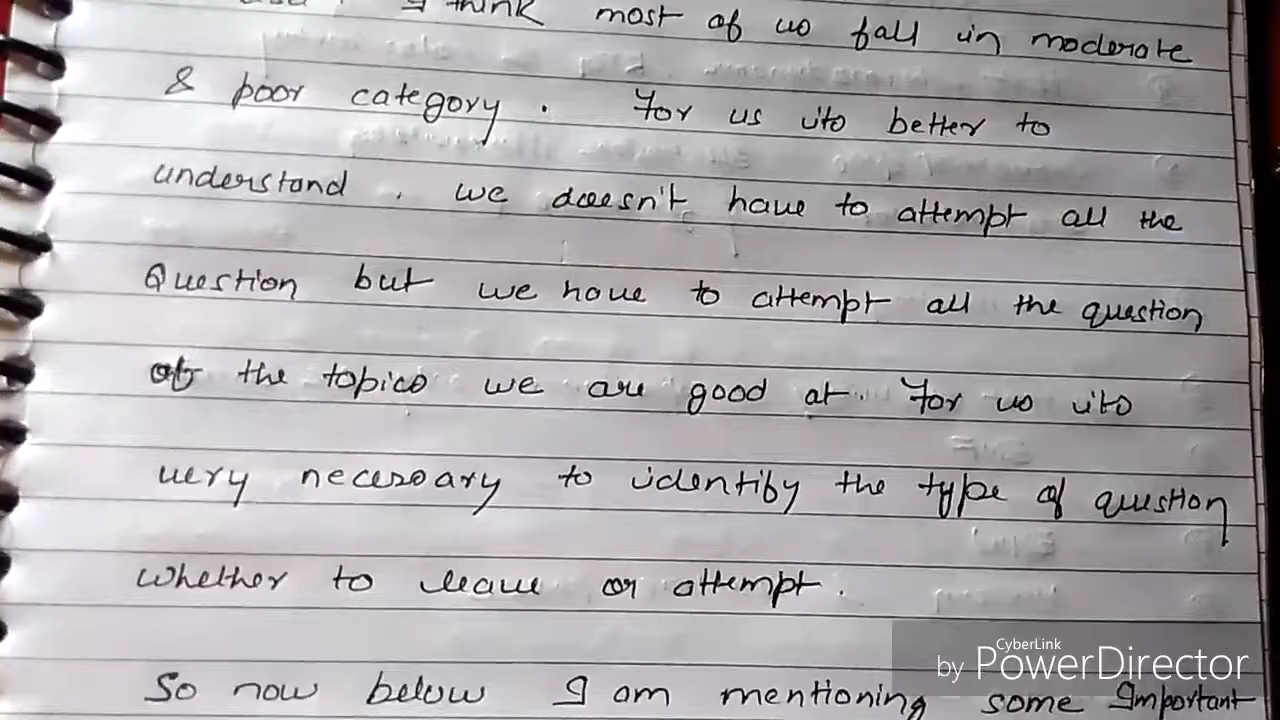 I think most of us fall in moderate
& poor category . For us its better to
understand . we doesn't have to attempt all the
Question but we have to attempt all the question
of the topics we are good at. For us its
very necessary to identify the type of question
whether to leave or attempt .
So now below I am mentioning some Important
CyberLink
by PowerDirector